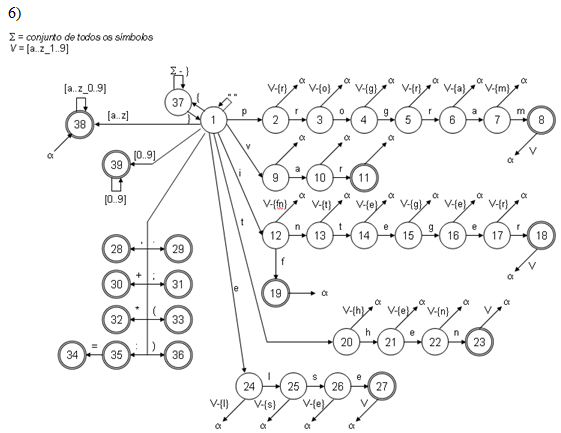 6)
Σ = conjunto de todos os símbolos
V = [a..z_1..9]
Σ - } α α α α α α
[a..z_0..9] V-{r} V-{o} V-{g} V-{r} V-{a} V-{m}
37 { " "
38 [a..z] } 1 p 2 r 3 o 4 g 5 r 6 a 7 m 8
α α α α V
39 [0..9] v V-{a} V-{r}
9 a 10 r 11
[0..9] i
α α α α α α
V-{fn} V-{t} V-{e} V-{g} V-{e} V-{r}
t 12 n 13 t 14 e 15 g 16 e 17 r 18
28 , . 29 f α V
30 + ; 31 e 19 α
32 * ( 33 α α α α
V-{h} V-{e} V-{n} V
34 = 35 : ) 36 20 h 21 e 22 n 23
24 l 25 s 26 e 27
V-{l} V-{s} V-{e} V
α α α α